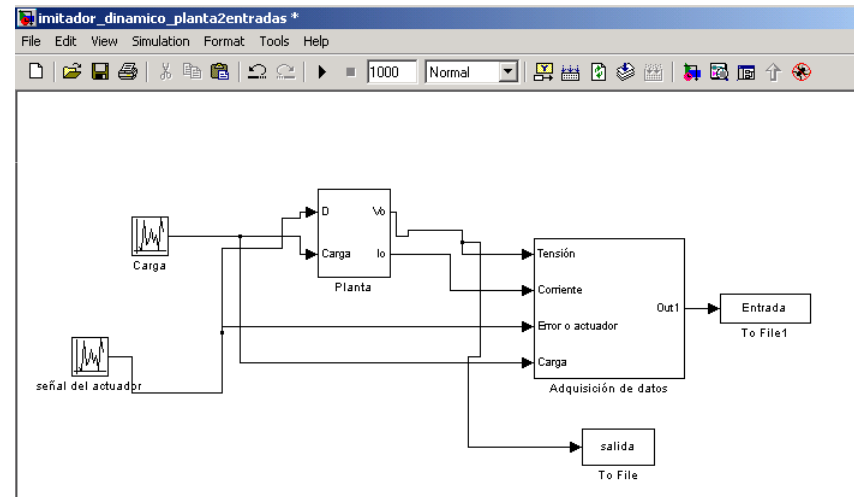 imitador_dinamico_planta2entradas *
File Edit View Simulation Format Tools Help
1000 Normal
D Vo
Carga Io
Planta
Carga
señal del actuador
Tensión
Corriente
Out1
Error o actuador
Carga
Adquisición de datos
Entrada
To File1
salida
To File